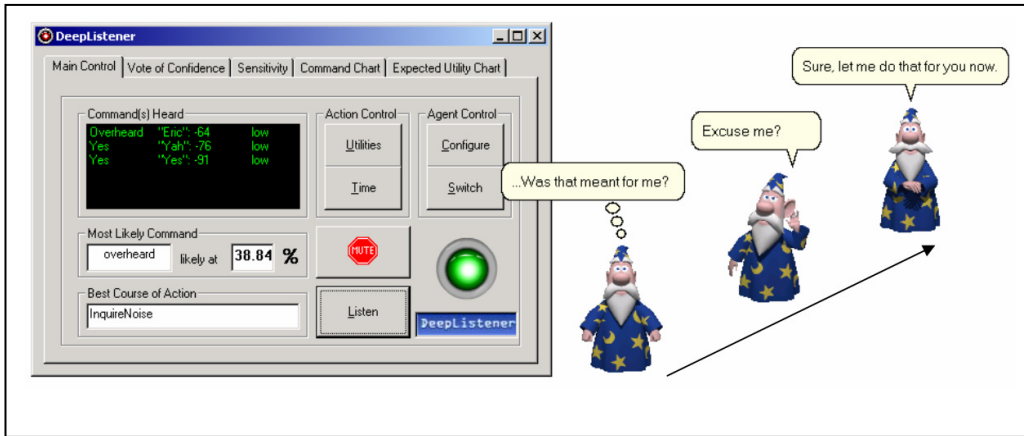 DeepListener
Main Control Vote of Confidence Sensitivity Command Chart Expected Utility Chart
Command(s) Heard
Overheard "Eric": -64 low
Yes "Yah": -76 low
Yes "Yes": -91 low
Action Control
Utilities
Time
Agent Control
Configure
Switch
Most Likely Command
overheard likely at 38.84 %
MUTE
Best Course of Action
InquireNoise
Listen
DeepListener
...Was that meant for me?
Excuse me?
Sure, let me do that for you now.